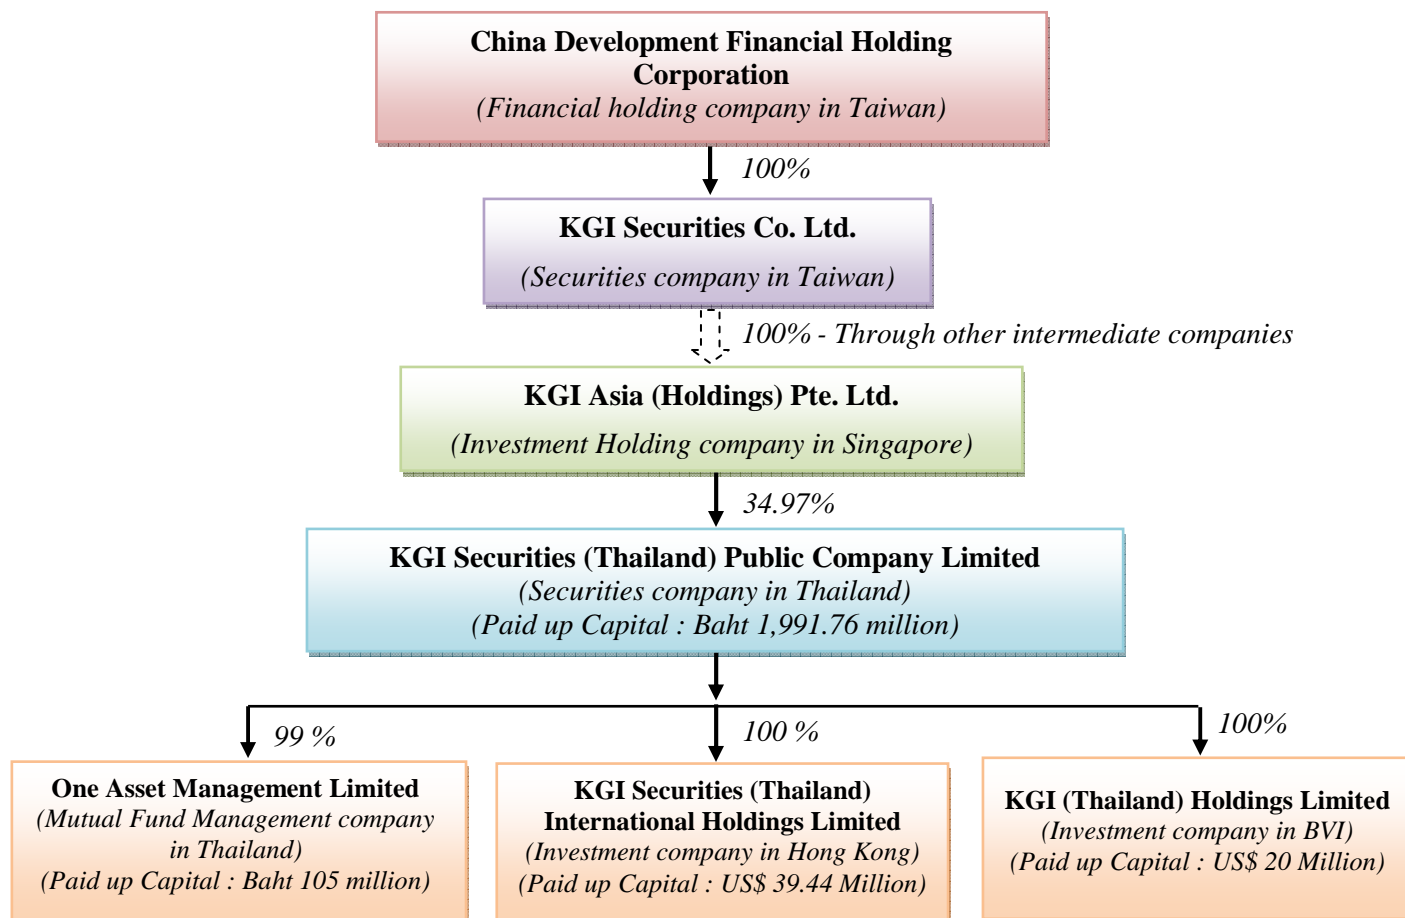 China Development Financial Holding
Corporation
(Financial holding company in Taiwan)
100%
KGI Securities Co. Ltd.
(Securities company in Taiwan)
100% - Through other intermediate companies
KGI Asia (Holdings) Pte. Ltd.
(Investment Holding company in Singapore)
34.97%
KGI Securities (Thailand) Public Company Limited
(Securities company in Thailand)
(Paid up Capital : Baht 1,991.76 million)
99 %
100 %
100%
One Asset Management Limited
(Mutual Fund Management company
in Thailand)
(Paid up Capital : Baht 105 million)
KGI Securities (Thailand)
International Holdings Limited
(Investment company in Hong Kong)
(Paid up Capital : US$ 39.44 Million)
KGI (Thailand) Holdings Limited
(Investment company in BVI)
(Paid up Capital : US$ 20 Million)